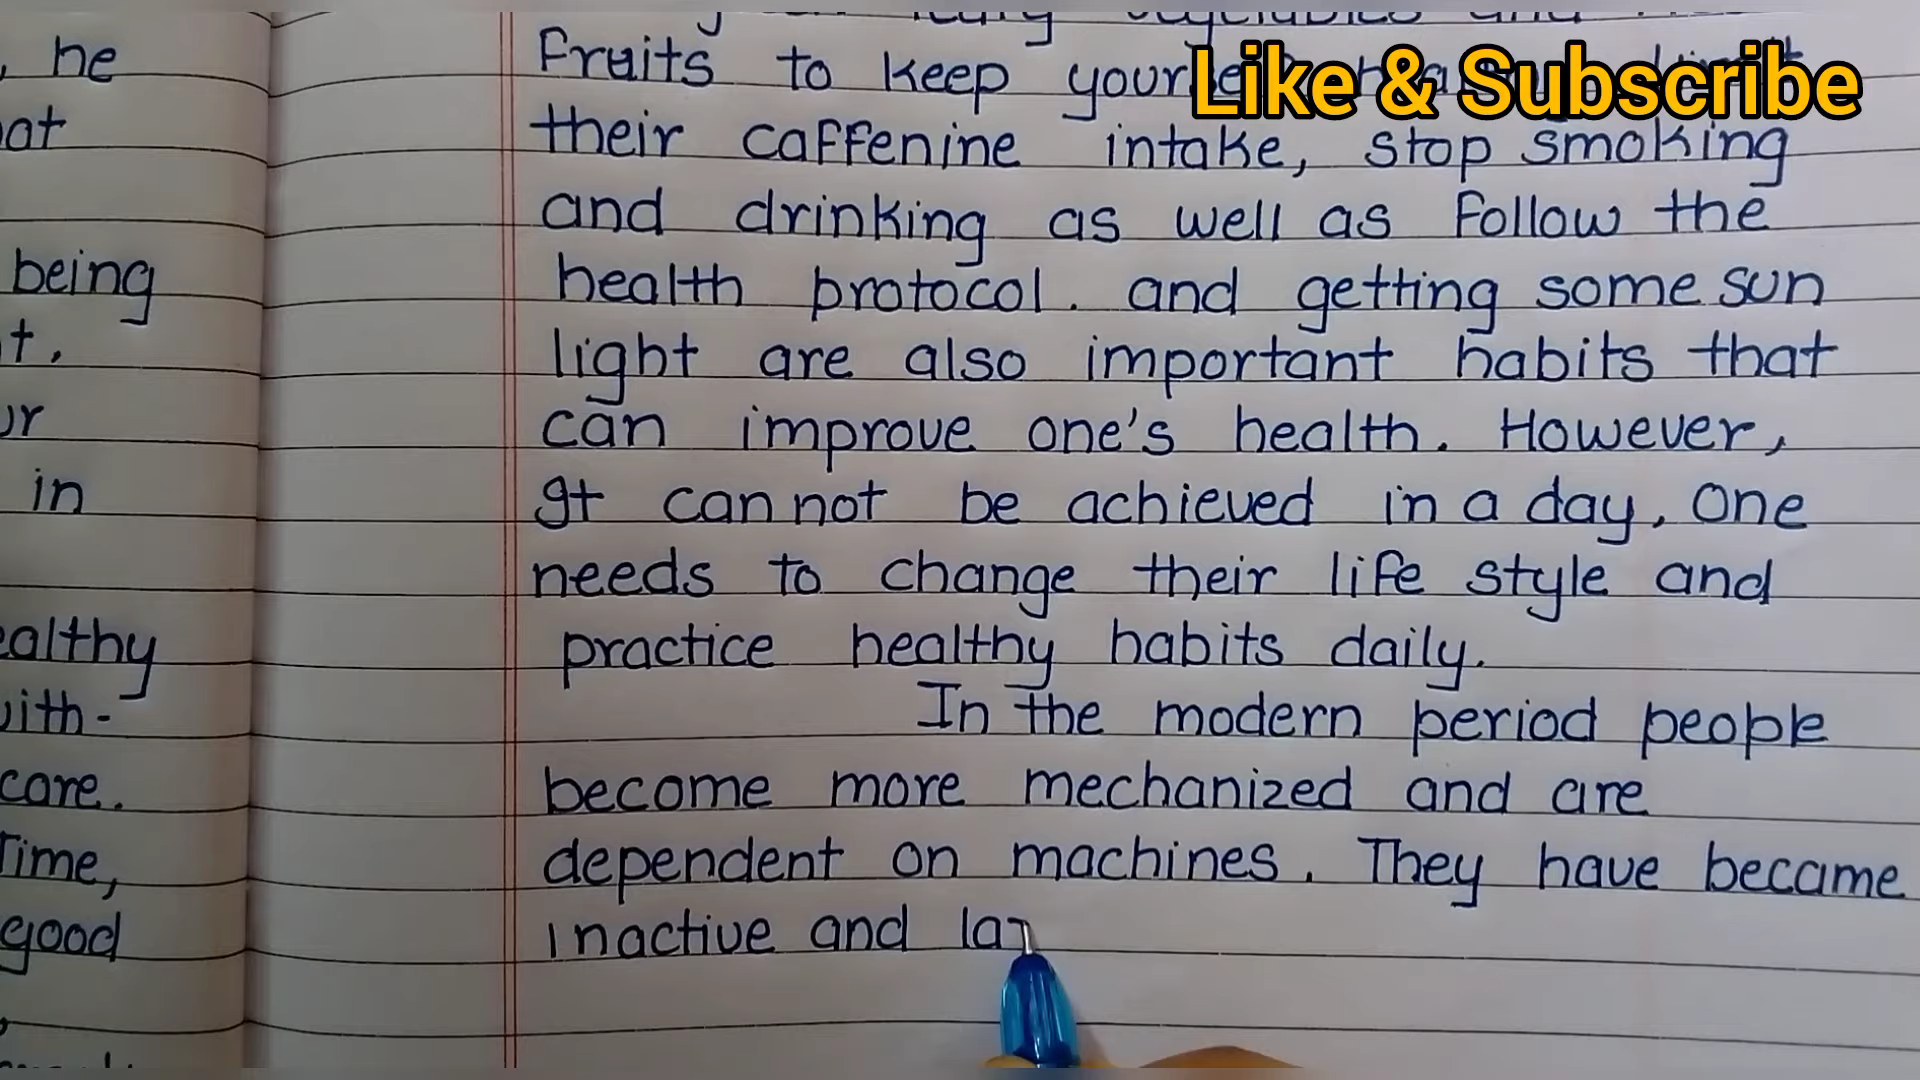 , he
at
being
t.
ur
in
ealthy
with-
care.
Time,
good
Fruits to keep
Like & Subscribe
their caffenine intake, stop smoking
and drinking as well as follow the
health protocol. and getting some sun
light are also important habits that
can improve one's health. However,
It can not be achieved in a day, One
needs to change their life style and
practice healthy habits daily.
In the modern period people
become more mechanized and are
dependent on machines. They have became
inactive and la